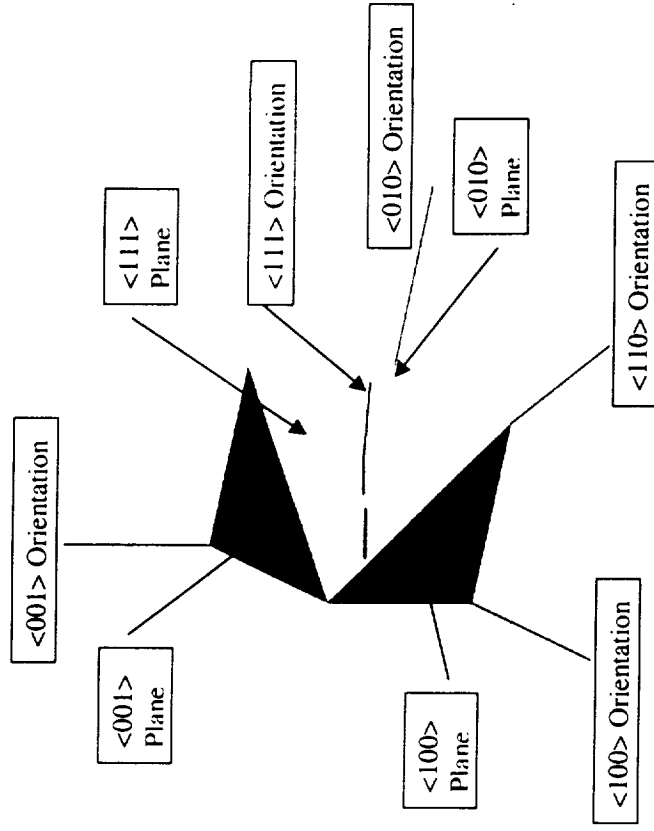 <001> Orientation
<001>
Plane
<111>
Plane
<111> Orientation
<010> Orientation
<100>
Plane
<010>
Plane
<100> Orientation
<110> Orientation